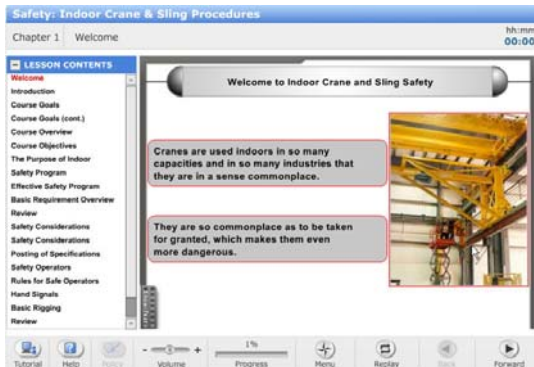 Safety: Indoor Crane & Sling Procedures
Chapter 1 Welcome
hh:mm
00:00
LESSON CONTENTS
Welcome
Introduction
Course Goals
Course Goals (cont.)
Course Overview
Course Objectives
The Purpose of Indoor
Safety Program
Effective Safety Program
Basic Requirement Overview
Review
Safety Considerations
Safety Considerations
Posting of Specifications
Safety Operators
Rules for Safe Operators
Hand Signals
Basic Rigging
Review
Welcome to Indoor Crane and Sling Safety
Cranes are used indoors in so many
capacities and in so many industries that
they are in a sense commonplace.
They are so commonplace as to be taken
for granted, which makes them even
more dangerous.
- +
1%
Tutorial Help Policy Volume Progress Menu Replay Back Forward